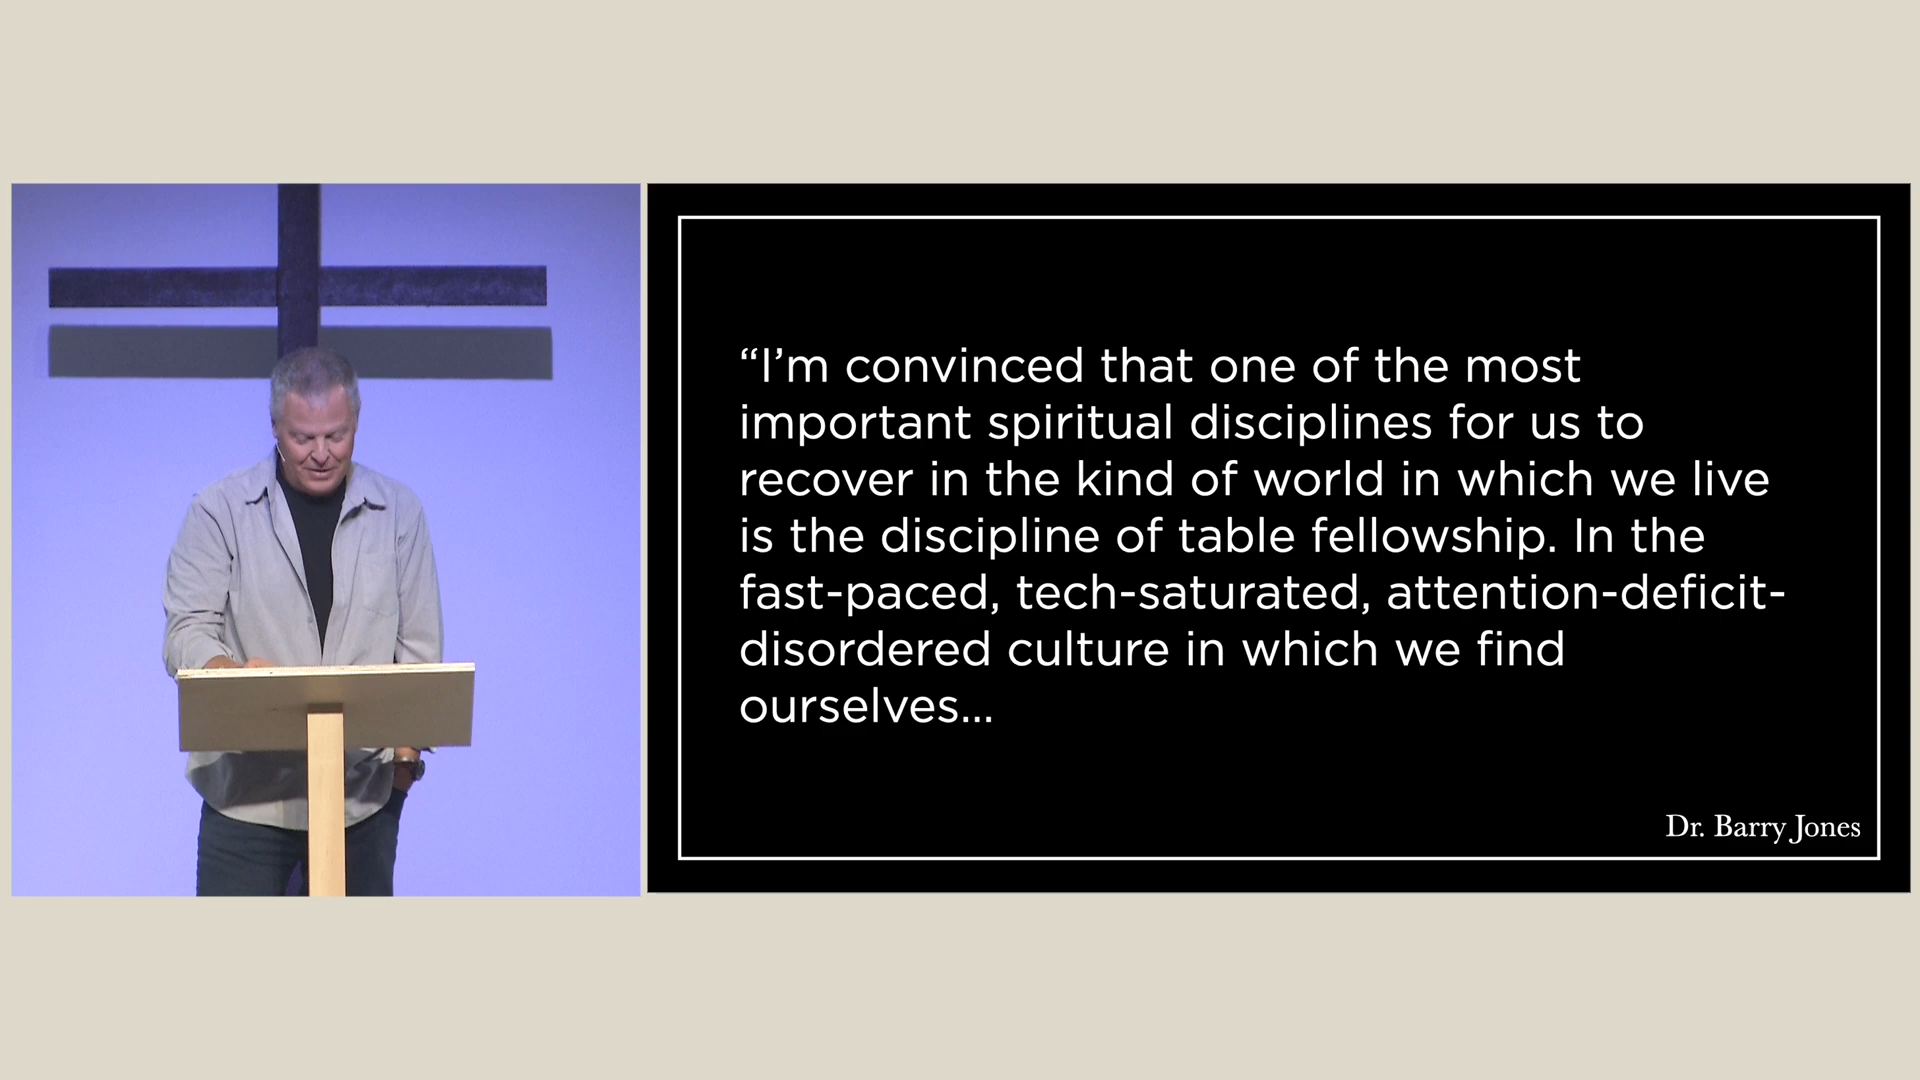 “I’m convinced that one of the most
important spiritual disciplines for us to
recover in the kind of world in which we live
is the discipline of table fellowship. In the
fast-paced, tech-saturated, attention-deficit-
disordered culture in which we find
ourselves...
Dr. Barry Jones